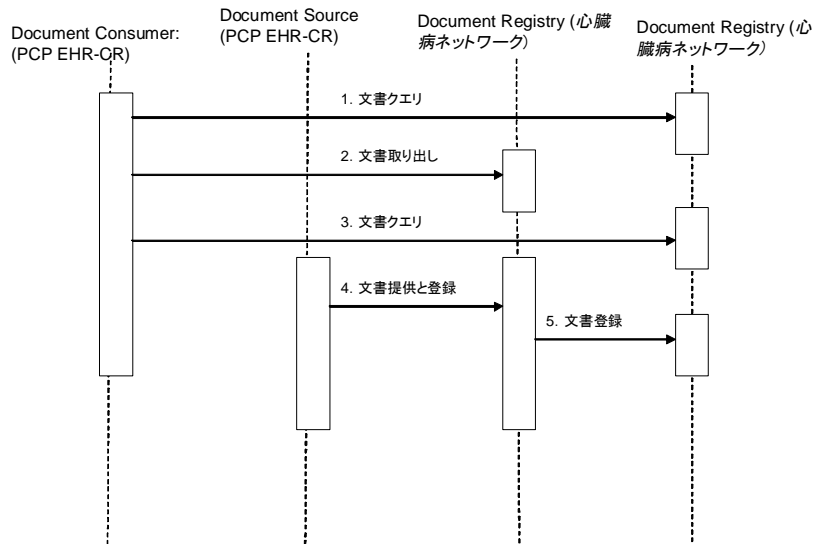 Document Consumer:
(PCP EHR-CR)
Document Source
(PCP EHR-CR)
Document Registry (心臓
病ネットワーク)
Document Registry (心
臓病ネットワーク)
1. 文書クエリ
2. 文書取り出し
3. 文書クエリ
4. 文書提供と登録
5. 文書登録